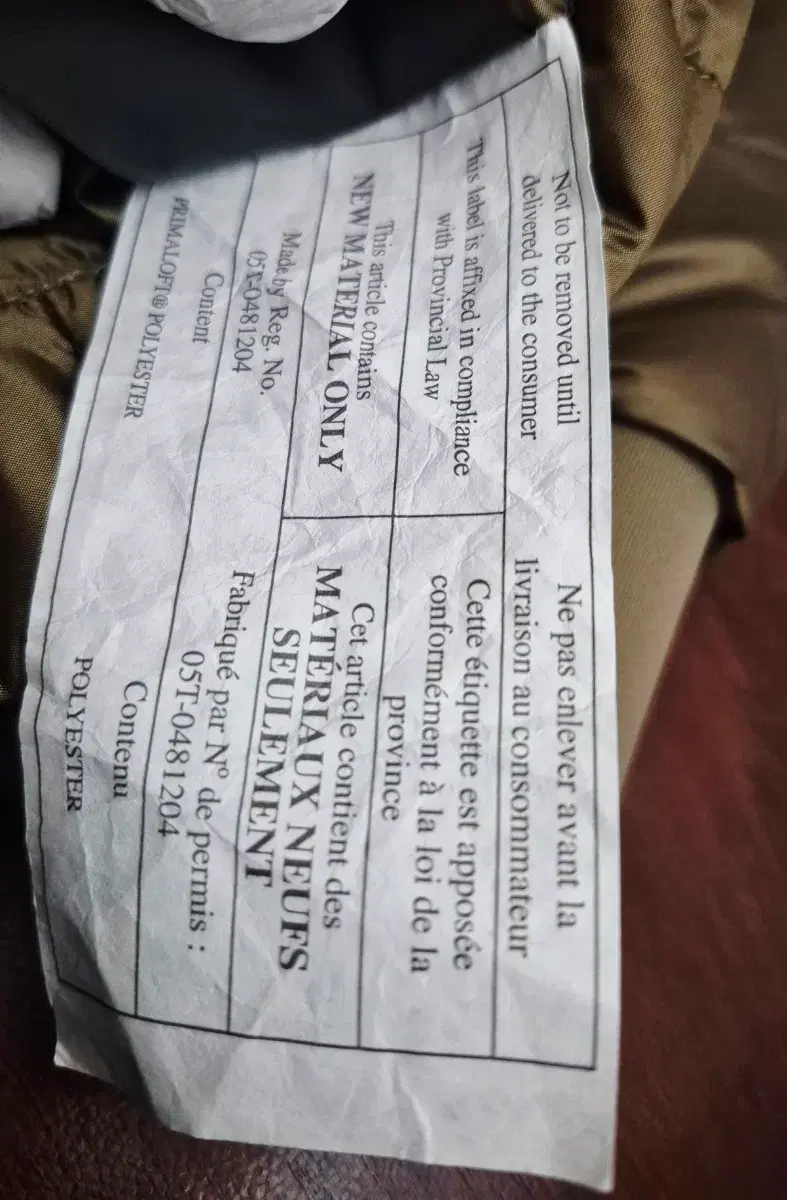 Not to be removed until
delivered to the consumer
Ne pas enlever avant la
livraison au consommateur
This label is affixed in compliance
with Provincial Law
Cette étiquette est apposée
conformément à la loi de la
province
This article contains
NEW MATERIAL ONLY
Cet article contient des
MATÉRIAUX NEUFS
SEULEMENT
Made by Reg. No.
05T-0481204
Fabriqué par Nº de permis :
05T-0481204
Content
PRIMALOFT® POLYESTER
Contenu
POLYESTER